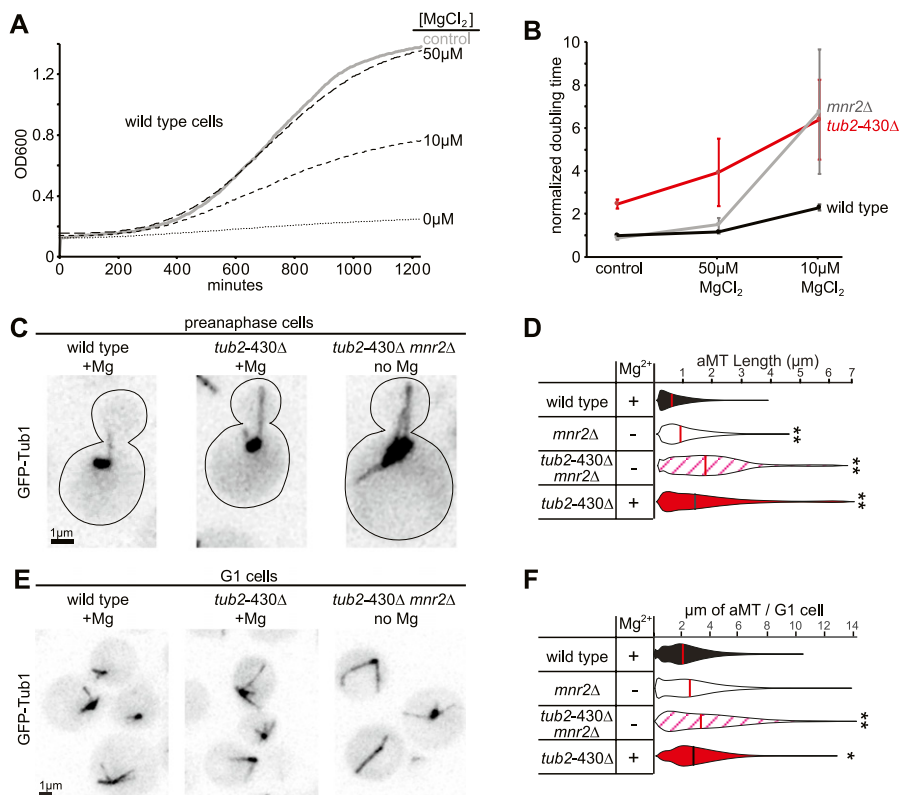 A
[MgCl₂]
control
50µM
10µM
0µM
wild type cells
OD600
1.2
0.8
0.4
0
0 200 400 600 800 1000 1200
minutes
B
normalized doubling time
10
8
6
4
2
0
mnr2Δ
tub2-430Δ
wild type
control 50µM MgCl₂ 10µM MgCl₂
C
preanaphase cells
wild type +Mg
tub2-430Δ +Mg
tub2-430Δ mnr2Δ no Mg
GFP-Tub1
1µm
D
aMT Length (µm)
Mg²⁺ 1 2 3 4 5 6 7
wild type +
mnr2Δ - **
tub2-430Δ mnr2Δ - **
tub2-430Δ + **
E
G1 cells
wild type +Mg
tub2-430Δ +Mg
tub2-430Δ mnr2Δ no Mg
GFP-Tub1
1µm
F
µm of aMT / G1 cell
Mg²⁺ 2 4 6 8 10 12 14
wild type +
mnr2Δ -
tub2-430Δ mnr2Δ - **
tub2-430Δ + *